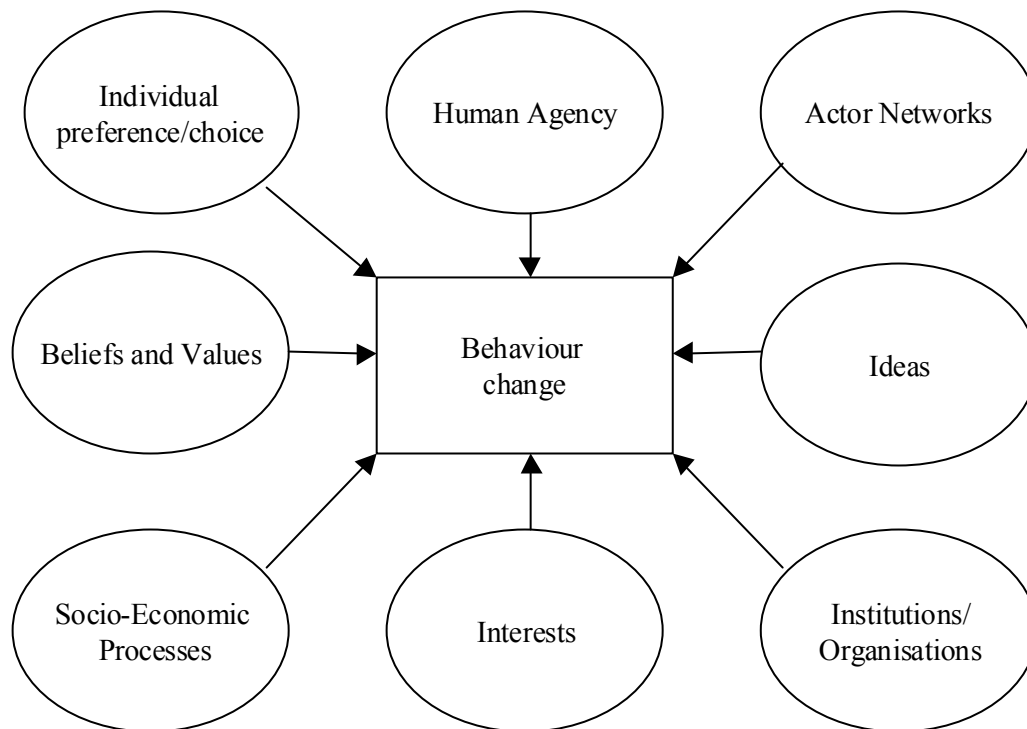 Individual
preference/choice
Human Agency
Actor Networks
Beliefs and Values
Behaviour
change
Ideas
Socio-Economic
Processes
Interests
Institutions/
Organisations